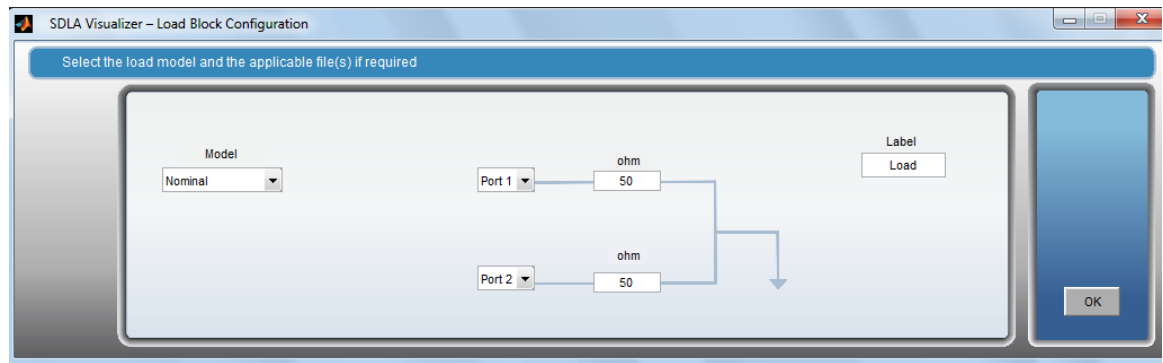 SDLA Visualizer – Load Block Configuration
Select the load model and the applicable file(s) if required
Model
Nominal
Port 1
ohm
50
Label
Load
Port 2
ohm
50
OK